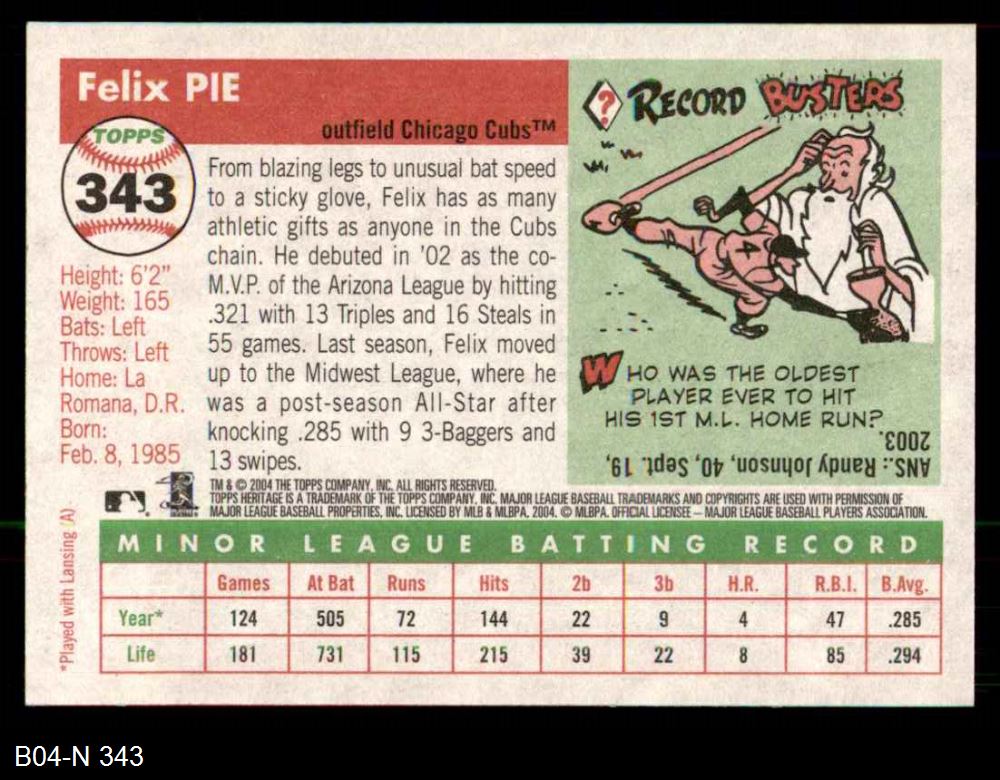 Felix PIE
outfield Chicago Cubs™
TOPPS
343
Height: 6'2"
Weight: 165
Bats: Left
Throws: Left
Home: La
Romana, D.R.
Born:
Feb. 8, 1985
From blazing legs to unusual bat speed
to a sticky glove, Felix has as many
athletic gifts as anyone in the Cubs
chain. He debuted in '02 as the co-
M.V.P. of the Arizona League by hitting
.321 with 13 Triples and 16 Steals in
55 games. Last season, Felix moved
up to the Midwest League, where he
was a post-season All-Star after
knocking .285 with 9 3-Baggers and
13 swipes.
? RECORD BUSTERS
4
WHO WAS THE OLDEST
PLAYER EVER TO HIT
HIS 1ST M.L. HOME RUN?
ANS.: Randy Johnson, 40, Sept. 19,
2003.
TM & © 2004 THE TOPPS COMPANY, INC. ALL RIGHTS RESERVED.
TOPPS HERITAGE IS A TRADEMARK OF THE TOPPS COMPANY, INC. MAJOR LEAGUE BASEBALL TRADEMARKS AND COPYRIGHTS ARE USED WITH PERMISSION OF
MAJOR LEAGUE BASEBALL PROPERTIES, INC. LICENSED BY MLB & MLBPA, 2004. © MLBPA. OFFICIAL LICENSEE – MAJOR LEAGUE BASEBALL PLAYERS ASSOCIATION.
*Played with Lansing (A)
MINOR LEAGUE BATTING RECORD
Games At Bat Runs Hits 2b 3b H.R. R.B.I. B.Avg.
Year* 124 505 72 144 22 9 4 47 .285
Life 181 731 115 215 39 22 8 85 .294
B04-N 343